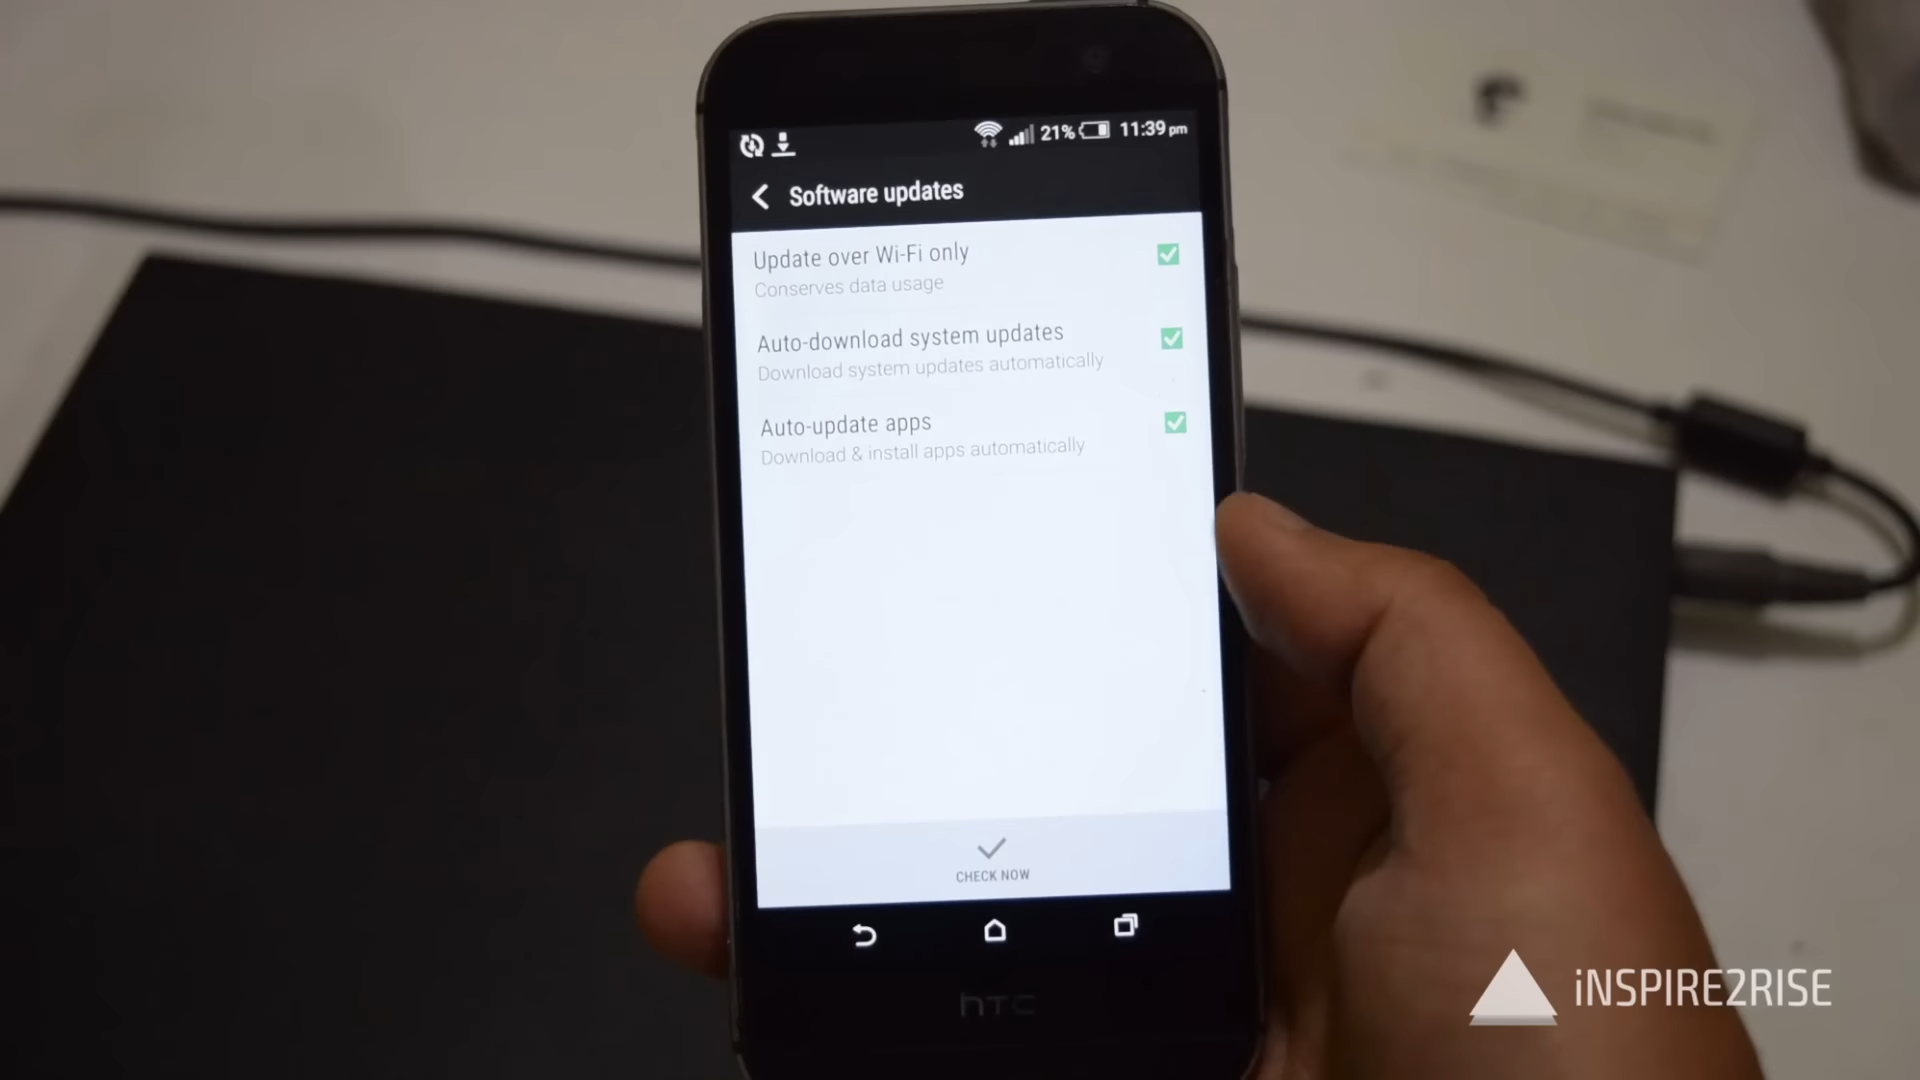 21% 11:39 pm
Software updates
Update over Wi-Fi only
Conserves data usage
Auto-download system updates
Download system updates automatically
Auto-update apps
Download & install apps automatically
CHECK NOW
hTC
iNSPIRE2RISE